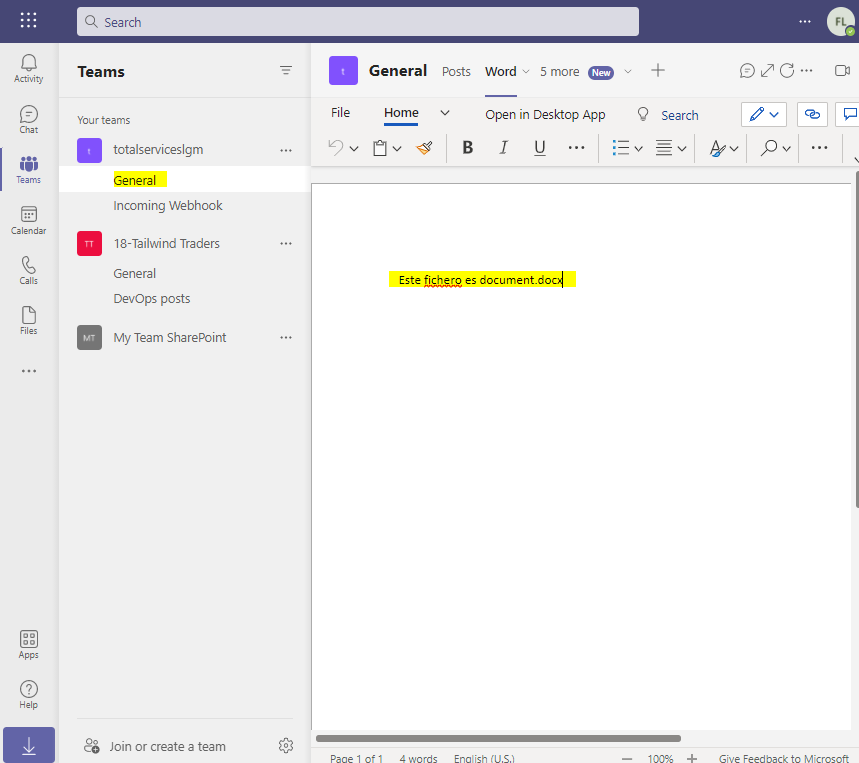 Search
FL
Activity
Chat
Teams
Calendar
Calls
Files
Apps
Help
Teams
Your teams
t
totalserviceslgm
General
Incoming Webhook
TT
18-Tailwind Traders
General
DevOps posts
MT
My Team SharePoint
Join or create a team
t
General
Posts
Word
5 more
New
File
Home
Open in Desktop App
Search
B
I
U
Este fichero es document.docx
Page 1 of 1
4 words
English (U.S.)
100%
Give Feedback to Microsoft